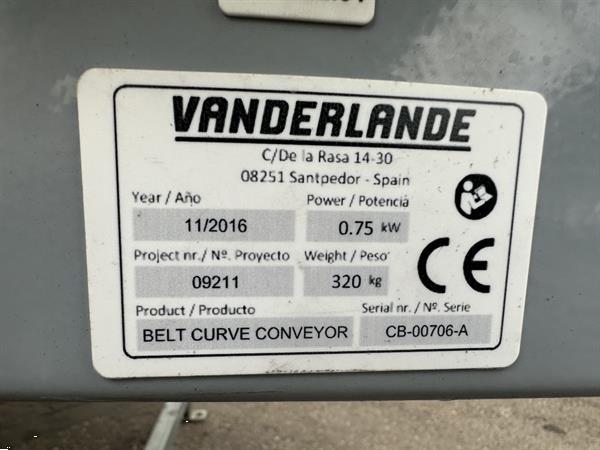 VANDERLANDE
C/De la Rasa 14-30
08251 Santpedor - Spain
Year / Año Power / Potencia
11/2016 0.75 kW
Project nr./ Nº. Proyecto Weight / Peso
09211 320 kg
CE
Product / Producto Serial nr. / Nº. Serie
BELT CURVE CONVEYOR CB-00706-A